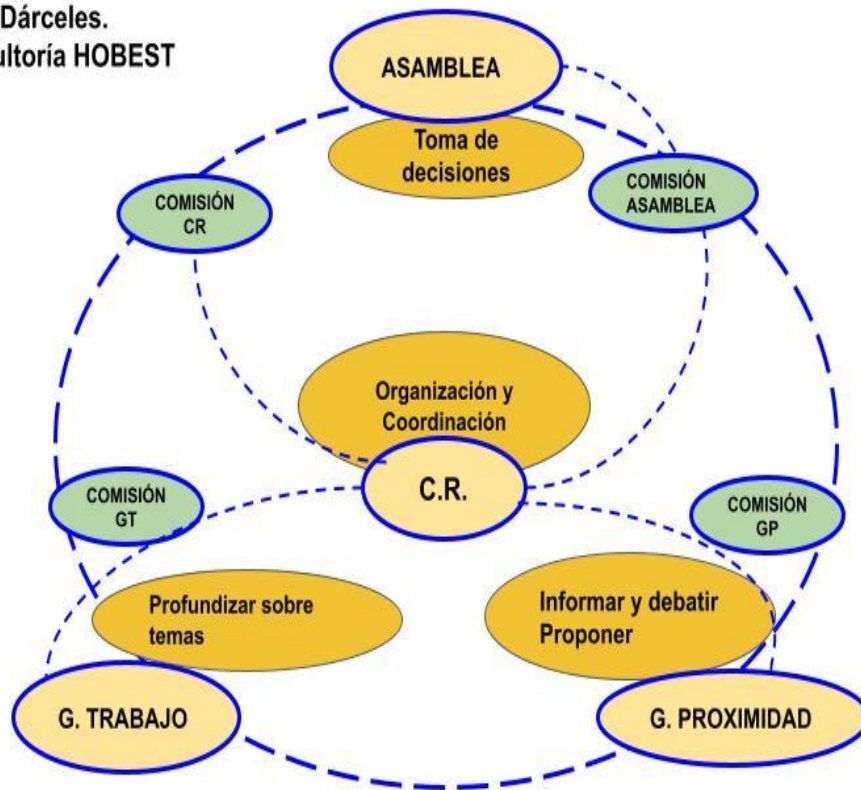 Dárceles.
ultoría HOBEST
ASAMBLEA
Toma de
decisiones
COMISIÓN
CR
COMISIÓN
ASAMBLEA
Organización y
Coordinación
C.R.
COMISIÓN
GT
COMISIÓN
GP
Profundizar sobre
temas
Informar y debatir
Proponer
G. TRABAJO
G. PROXIMIDAD